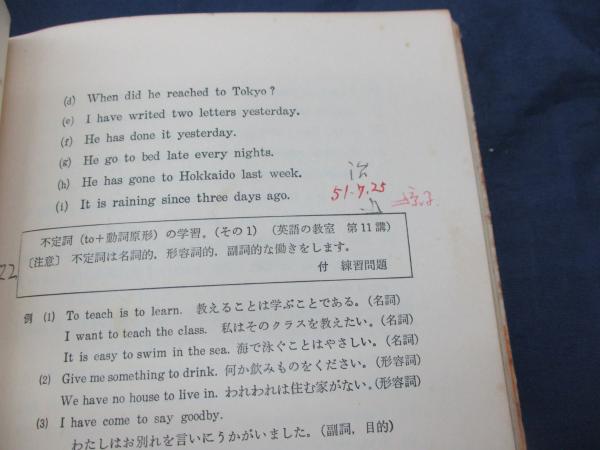 (d) When did he reached to Tokyo?
(e) I have writed two letters yesterday.
(f) He has done it yesterday.
(g) He go to bed late every nights.
(h) He has gone to Hokkaido last week.
(i) It is raining since three days ago.
51.7.25
22
不定詞（to＋動詞原形）の学習。（その1）（英語の教室 第11講）
〔注意〕 不定詞は名詞的，形容詞的，副詞的な働きをします。
付 練習問題
例 (1) To teach is to learn. 教えることは学ぶことである。（名詞）
I want to teach the class. 私はそのクラスを教えたい。（名詞）
It is easy to swim in the sea. 海で泳ぐことはやさしい。（名詞）
(2) Give me something to drink. 何か飲みものをください。（形容詞）
We have no house to live in. われわれは住む家がない。（形容詞）
(3) I have come to say goodby.
わたしはお別れを言いにうかがいました。（副詞，目的）